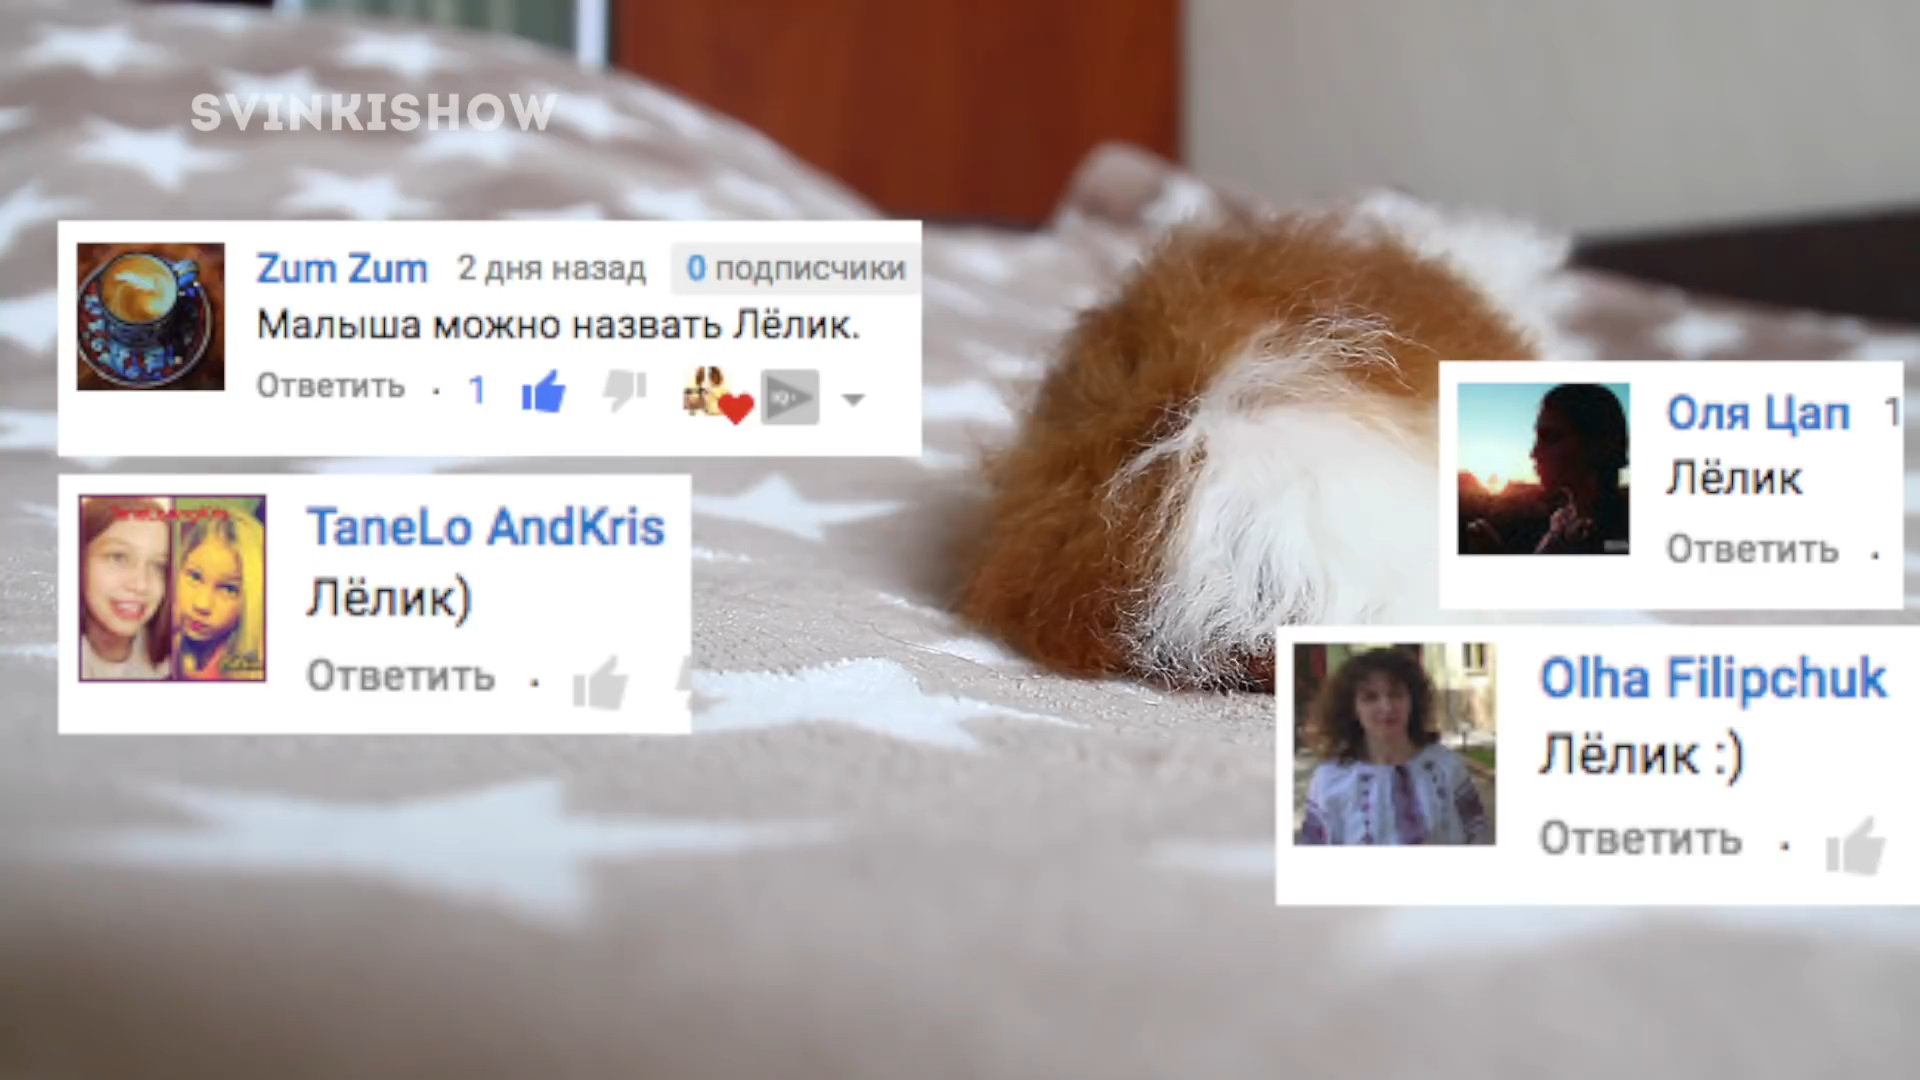 SVINKISHOW
Zum Zum 2 дня назад 0 подписчики
Малыша можно назвать Лёлик.
Ответить · 1
TaneLo AndKris
Лёлик)
Ответить ·
Оля Цап 1
Лёлик
Ответить ·
Olha Filipchuk
Лёлик :)
Ответить ·